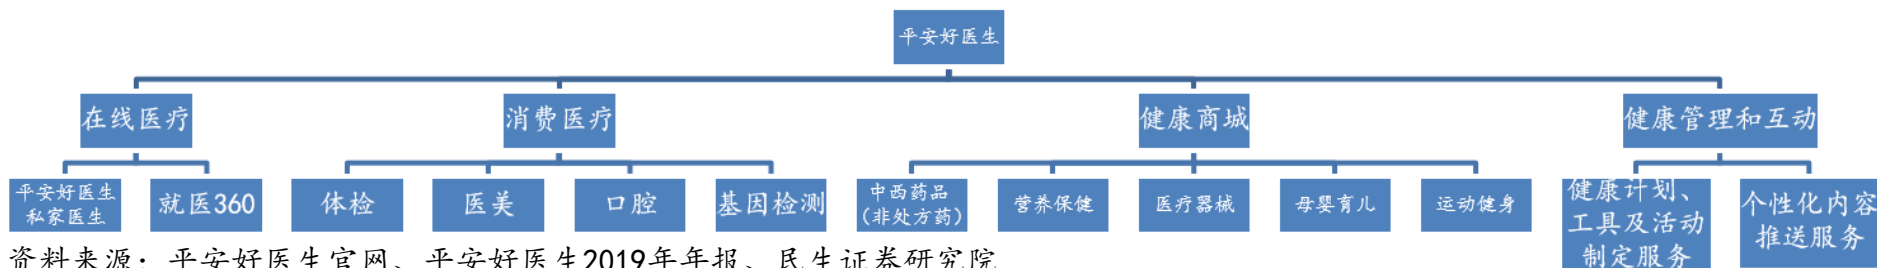 平安好医生
在线医疗
消费医疗
健康商城
健康管理和互动
平安好医生
私家医生
就医360
体检
医美
口腔
基因检测
中西药品
（非处方药）
营养保健
医疗器械
母婴育儿
运动健身
健康计划、
工具及活动
制定服务
个性化内容
推送服务
资料来源：平安好医生官网、平安好医生2019年年报、民生证券研究院